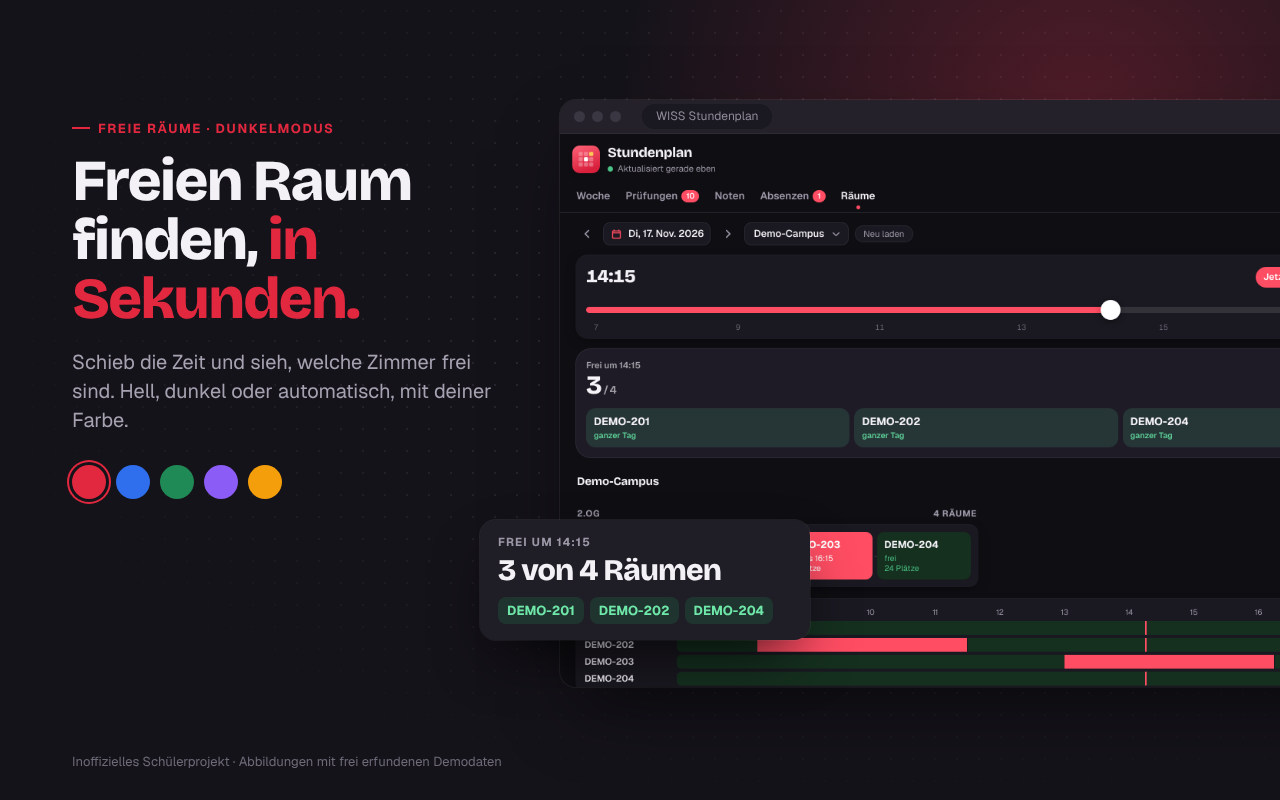 FREIE RÄUME · DUNKELMODUS
Freien Raum
finden, in
Sekunden.
Schieb die Zeit und sieh, welche Zimmer frei
sind. Hell, dunkel oder automatisch, mit deiner
Farbe.
WISS Stundenplan
Stundenplan
Aktualisiert gerade eben
Woche Prüfungen 10 Noten Absenzen 1 Räume
Di, 17. Nov. 2026 Demo-Campus Neu laden
14:15
7 9 11 13 15
Frei um 14:15
3 / 4
DEMO-201 DEMO-202 DEMO-204
ganzer Tag ganzer Tag ganzer Tag
Demo-Campus
2.OG 4 RÄUME
DEMO-204
frei
24 Plätze
FREI UM 14:15
3 von 4 Räumen
DEMO-201 DEMO-202 DEMO-204
10 11 12 13 14 15 16
DEMO-202
DEMO-203
DEMO-204
Inoffizielles Schülerprojekt · Abbildungen mit frei erfundenen Demodaten